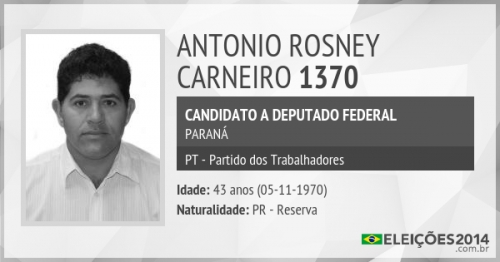 ANTONIO ROSNEY
CARNEIRO 1370
CANDIDATO A DEPUTADO FEDERAL
PARANÁ
PT - Partido dos Trabalhadores
Idade: 43 anos (05-11-1970)
Naturalidade: PR - Reserva
ELEIÇÕES2014
.com.br